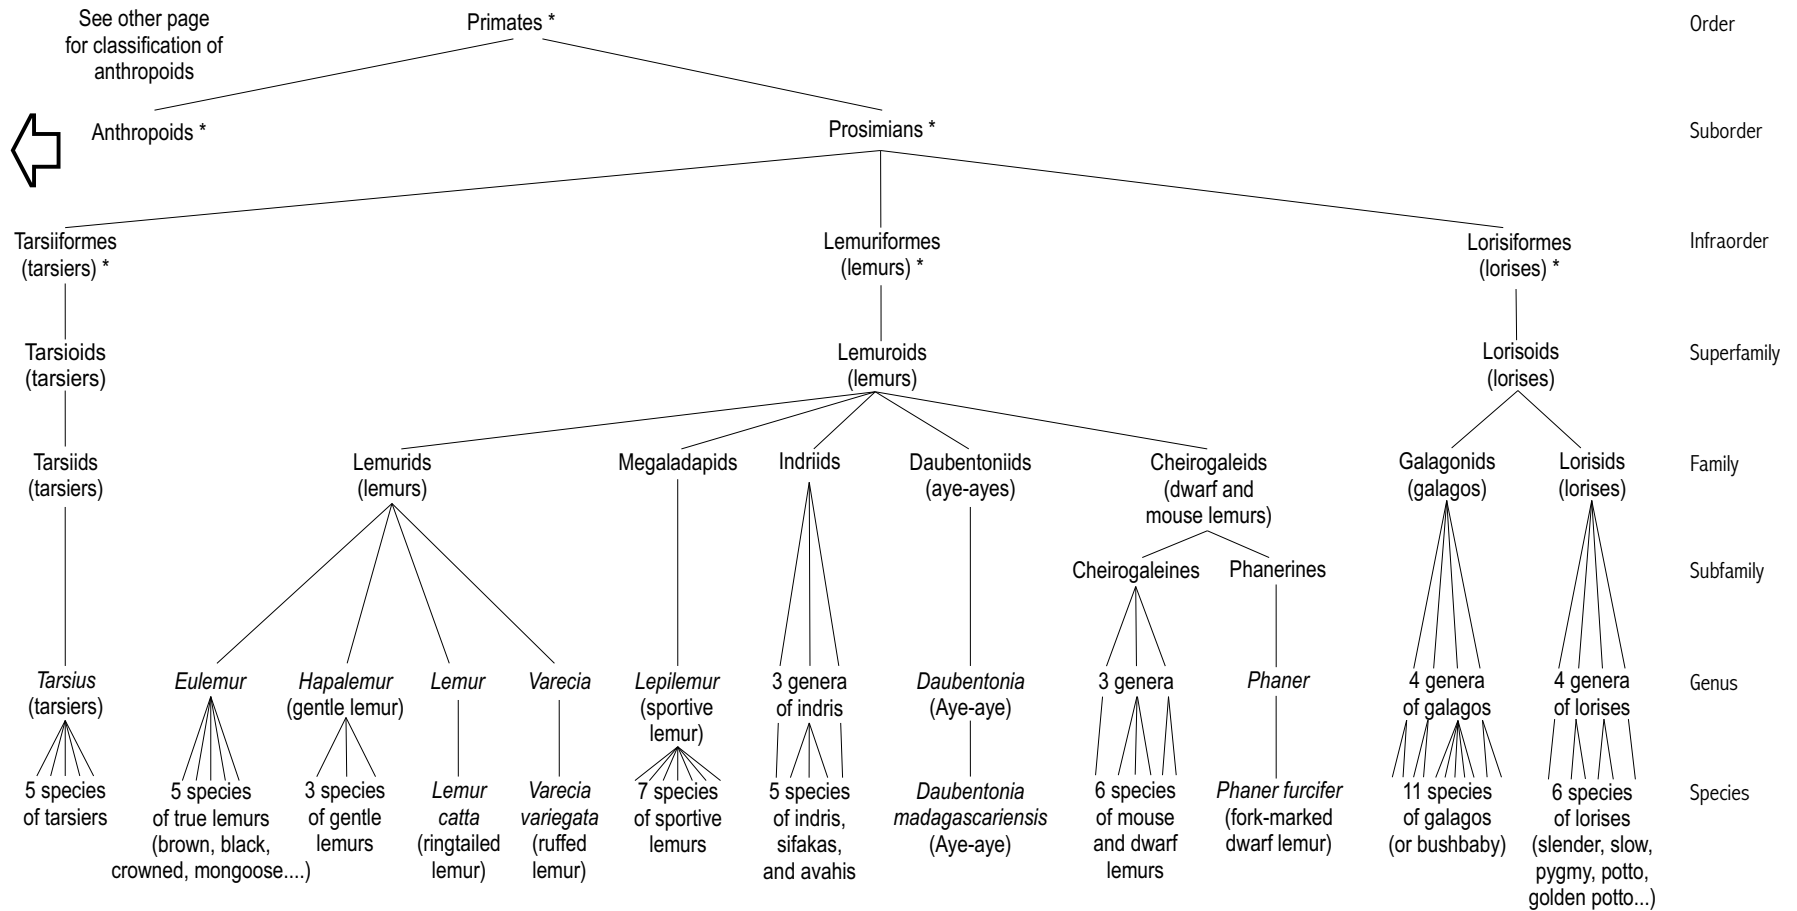 See other page
for classification of
anthropoids
Primates *
Order
Anthropoids *
Prosimians *
Suborder
Tarsiiformes
(tarsiers) *
Lemuriformes
(lemurs) *
Lorisiformes
(lorises) *
Infraorder
Tarsioids
(tarsiers)
Lemuroids
(lemurs)
Lorisoids
(lorises)
Superfamily
Tarsiids
(tarsiers)
Lemurids
(lemurs)
Megaladapids
Indriids
Daubentoniids
(aye-ayes)
Cheirogaleids
(dwarf and
mouse lemurs)
Galagonids
(galagos)
Lorisids
(lorises)
Family
Cheirogaleines
Phanerines
Subfamily
Tarsius
(tarsiers)
Eulemur
Hapalemur
(gentle lemur)
Lemur
Varecia
Lepilemur
(sportive
lemur)
3 genera
of indris
Daubentonia
(Aye-aye)
3 genera
Phaner
4 genera
of galagos
4 genera
of lorises
Genus
5 species
of tarsiers
5 species
of true lemurs
(brown, black,
crowned, mongoose....)
3 species
of gentle
lemurs
Lemur
catta
(ringtailed
lemur)
Varecia
variegata
(ruffed
lemur)
7 species
of sportive
lemurs
5 species
of indris,
sifakas,
and avahis
Daubentonia
madagascariensis
(Aye-aye)
6 species
of mouse
and dwarf
lemurs
Phaner furcifer
(fork-marked
dwarf lemur)
11 species
of galagos
(or bushbaby)
6 species
of lorises
(slender, slow,
pygmy, potto,
golden potto...)
Species